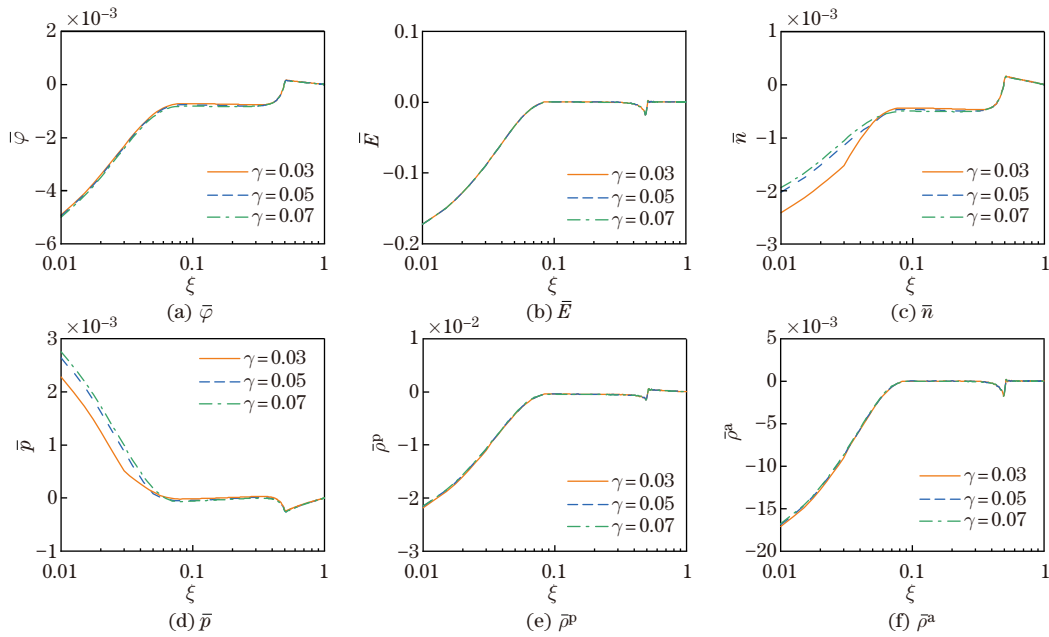 ×10⁻³
2
0
−2
−4
−6
0.01
0.1
1
φ̄
ξ
γ=0.03
γ=0.05
γ=0.07
(a) φ̄
0.1
0.0
−0.1
−0.2
0.01
0.1
1
Ē
ξ
γ=0.03
γ=0.05
γ=0.07
(b) Ē
×10⁻³
1
0
−1
−2
−3
0.01
0.1
1
n̄
ξ
γ=0.03
γ=0.05
γ=0.07
(c) n̄
×10⁻³
3
2
1
0
−1
0.01
0.1
1
p̄
ξ
γ=0.03
γ=0.05
γ=0.07
(d) p̄
×10⁻²
1
0
−1
−2
−3
0.01
0.1
1
ρ̄ᵖ
ξ
γ=0.03
γ=0.05
γ=0.07
(e) ρ̄ᵖ
×10⁻³
5
0
−5
−10
−15
−20
0.01
0.1
1
ρ̄ᵃ
ξ
γ=0.03
γ=0.05
γ=0.07
(f) ρ̄ᵃ